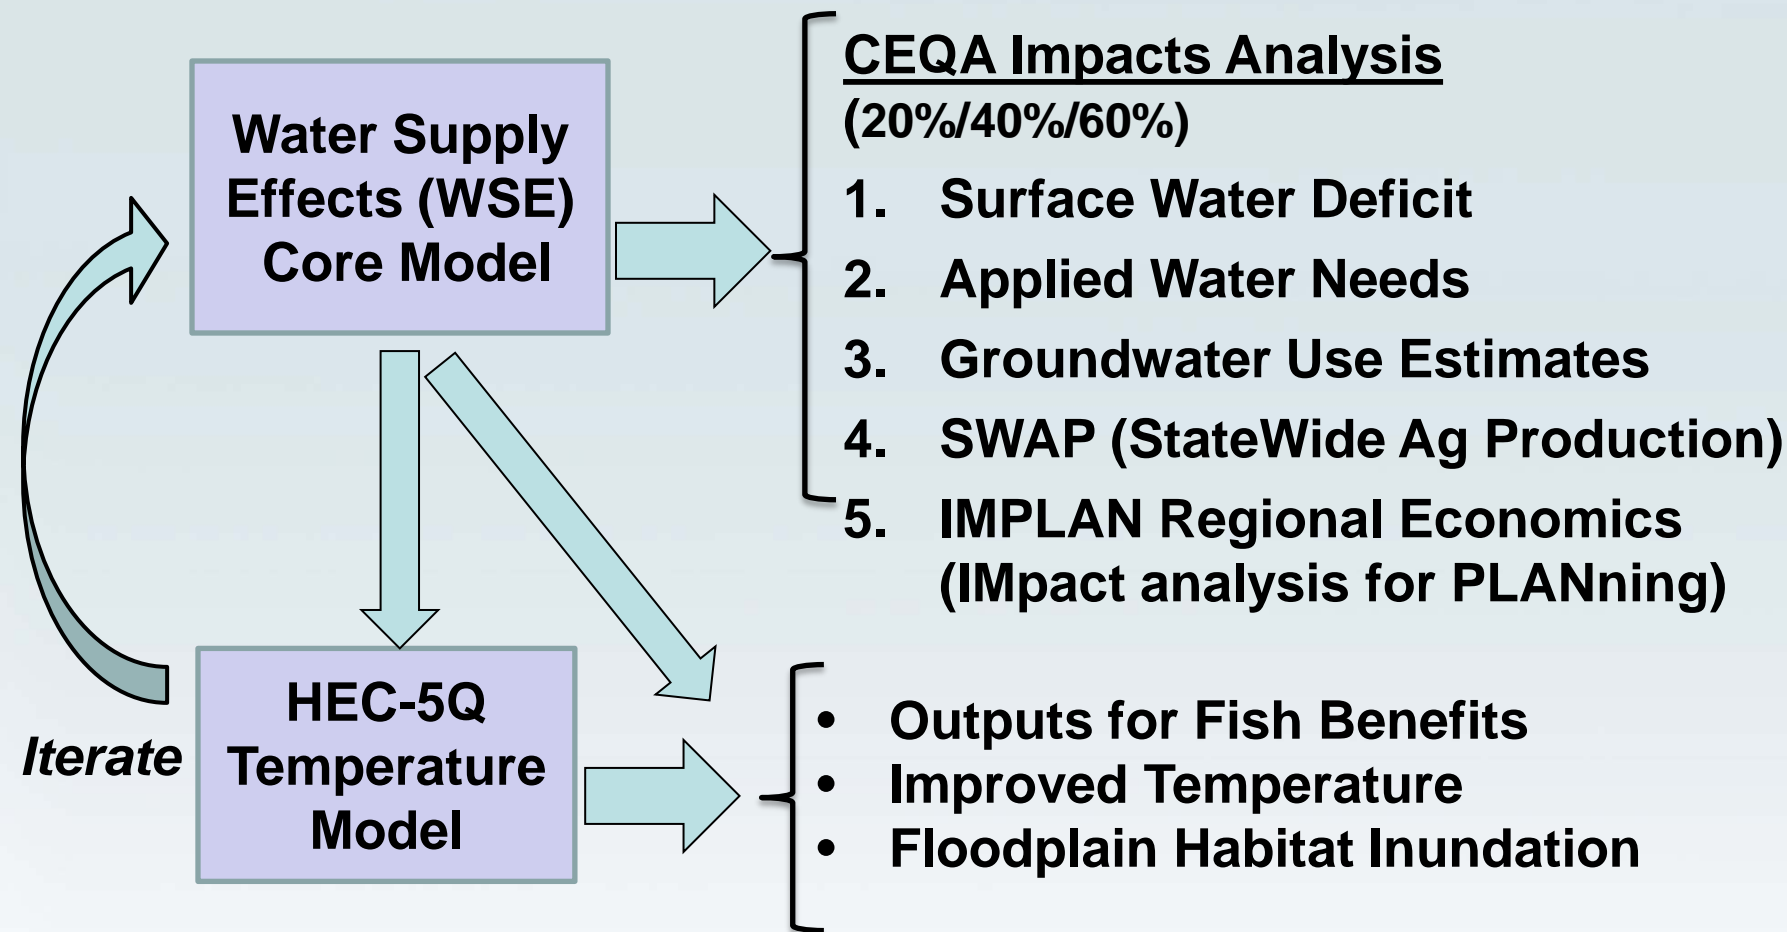 Water Supply
Effects (WSE)
Core Model
CEQA Impacts Analysis
(20%/40%/60%)
1. Surface Water Deficit
2. Applied Water Needs
3. Groundwater Use Estimates
4. SWAP (StateWide Ag Production)
5. IMPLAN Regional Economics
(IMpact analysis for PLANning)
Iterate
HEC-5Q
Temperature
Model
• Outputs for Fish Benefits
• Improved Temperature
• Floodplain Habitat Inundation